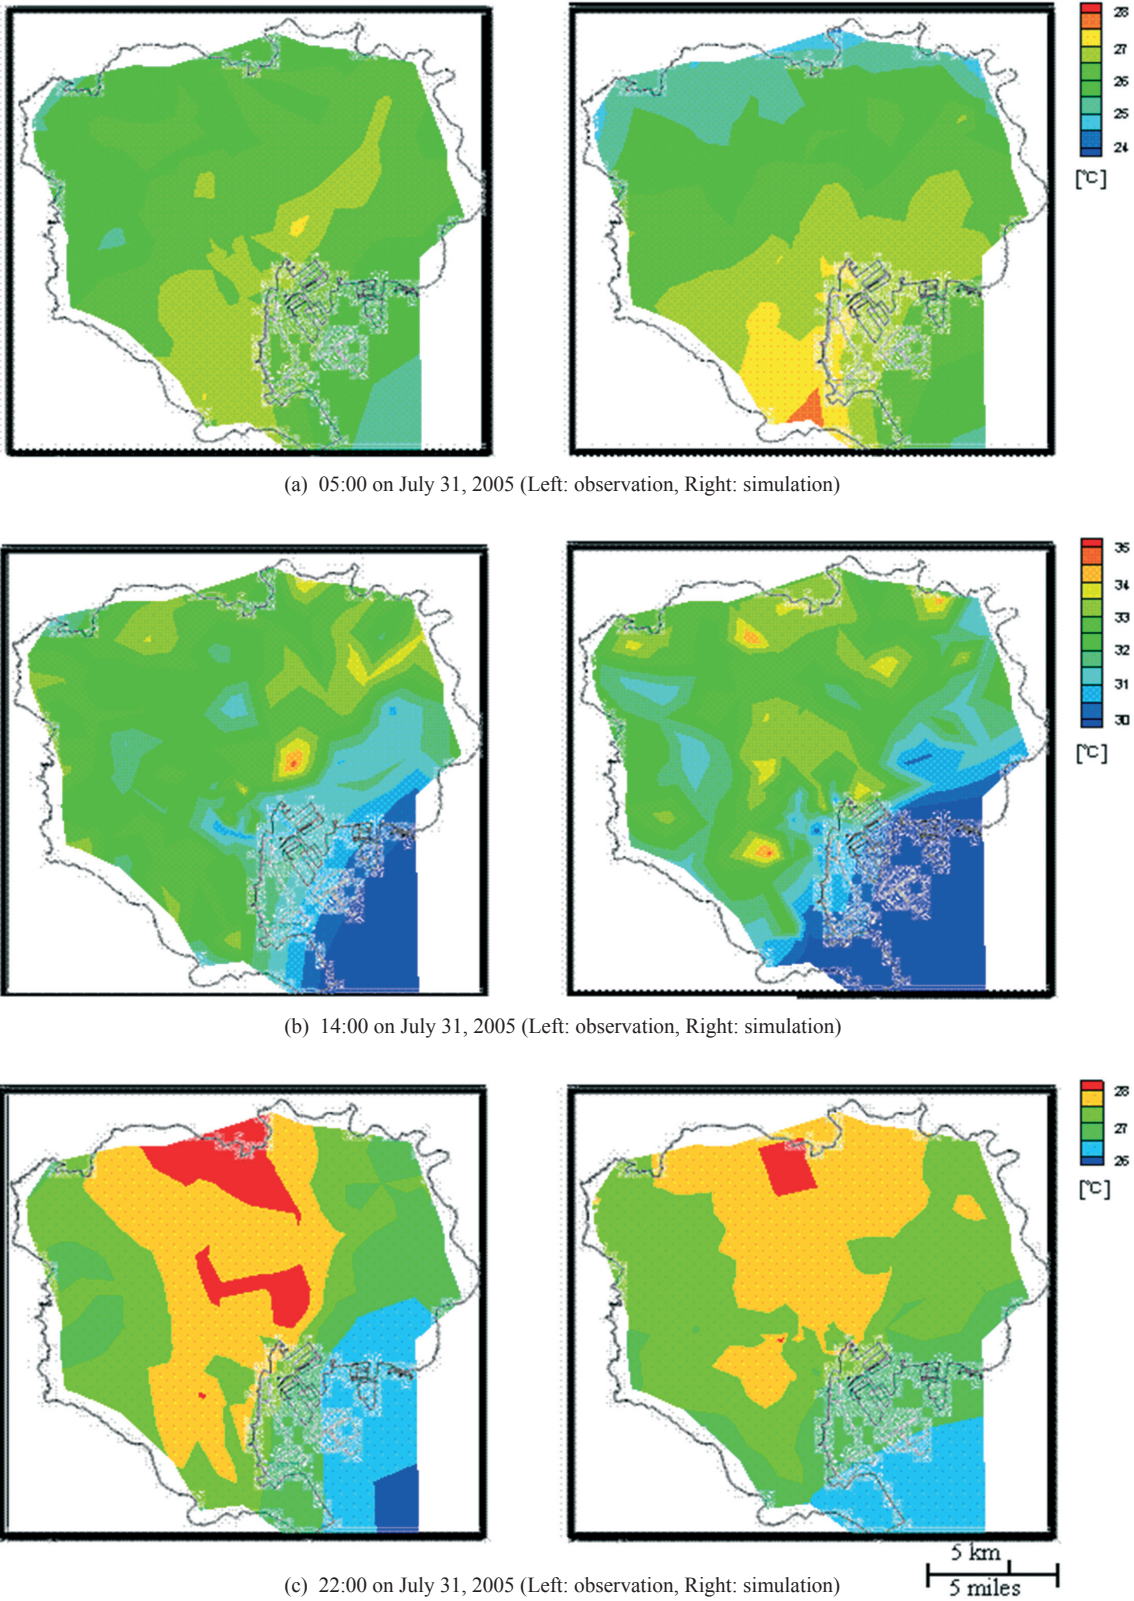 28
27
26
25
24
[°C]
(a) 05:00 on July 31, 2005 (Left: observation, Right: simulation)
35
34
33
32
31
30
[°C]
(b) 14:00 on July 31, 2005 (Left: observation, Right: simulation)
28
27
26
[°C]
5 km
5 miles
(c) 22:00 on July 31, 2005 (Left: observation, Right: simulation)